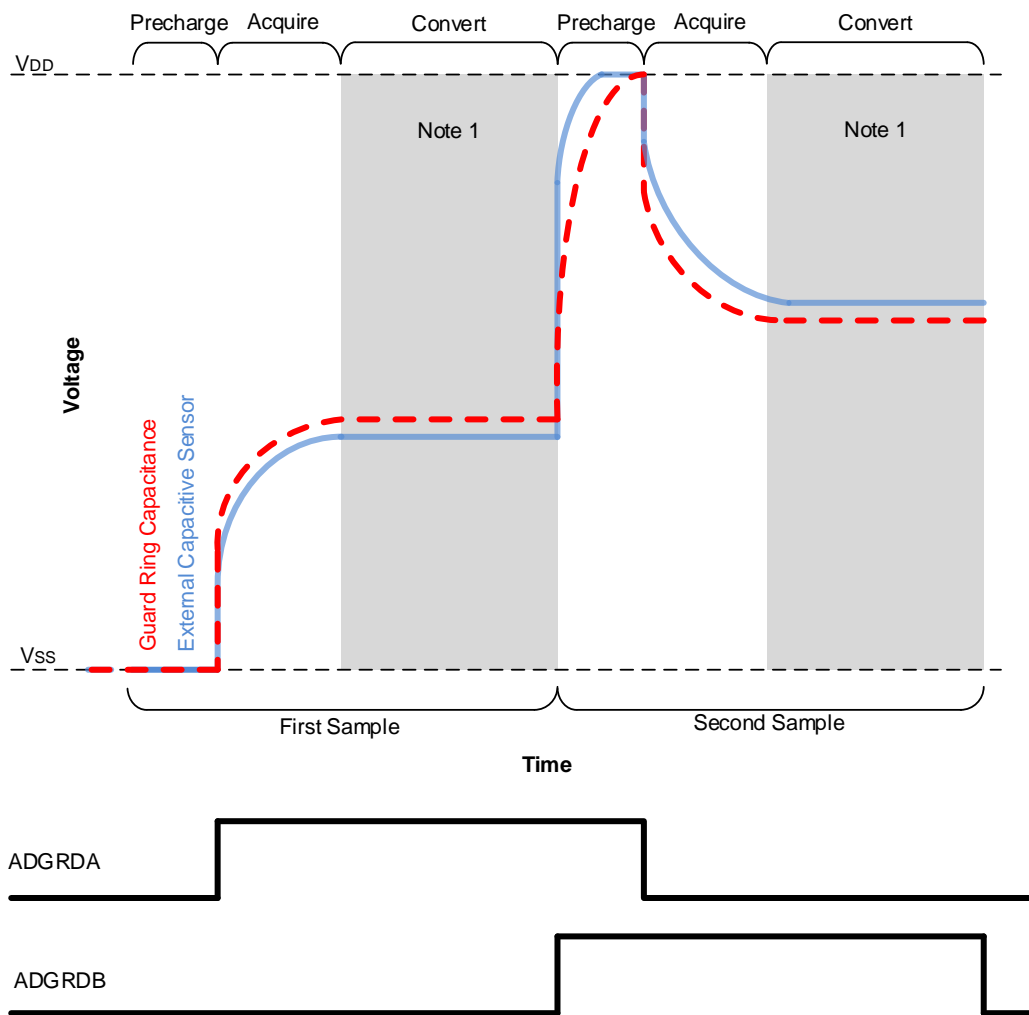 Precharge Acquire Convert Precharge Acquire Convert
VDD
Note 1 Note 1
Voltage
Guard Ring Capacitance
External Capacitive Sensor
VSS
First Sample Second Sample
Time
ADGRDA
ADGRDB